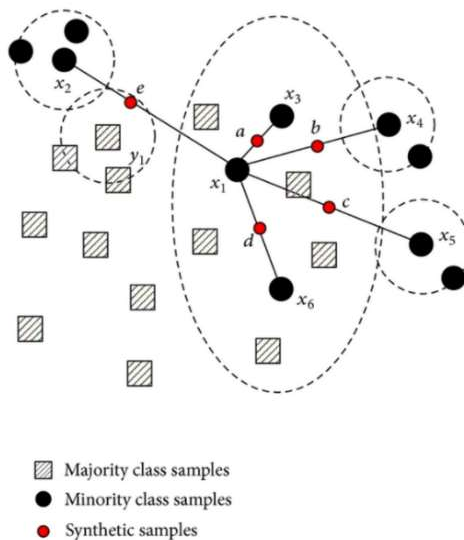 x2
e
x3
a
b
x4
y1
x1
c
d
x5
x6
Majority class samples
Minority class samples
Synthetic samples